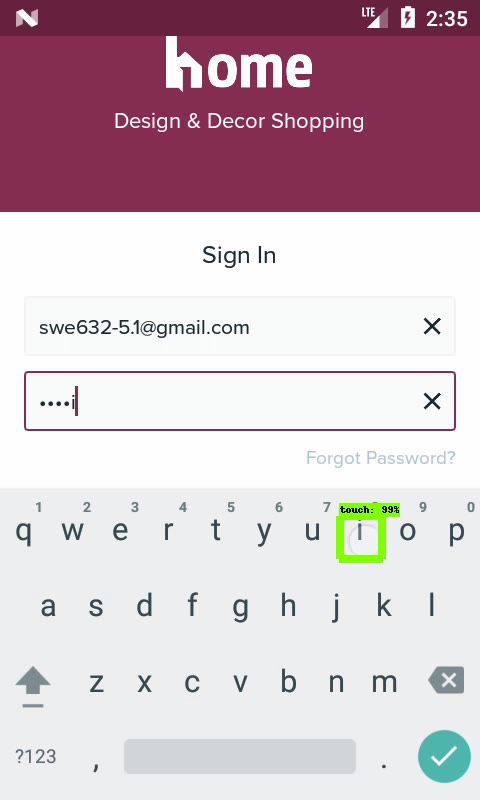 LTE 2:35
home
Design & Decor Shopping
Sign In
swe632-5.1@gmail.com
••••i
Forgot Password?
1 2 3 4 5 6 7 9 0
q w e r t y u i o p
touch: 99%
a s d f g h j k l
z x c v b n m
?123 , .